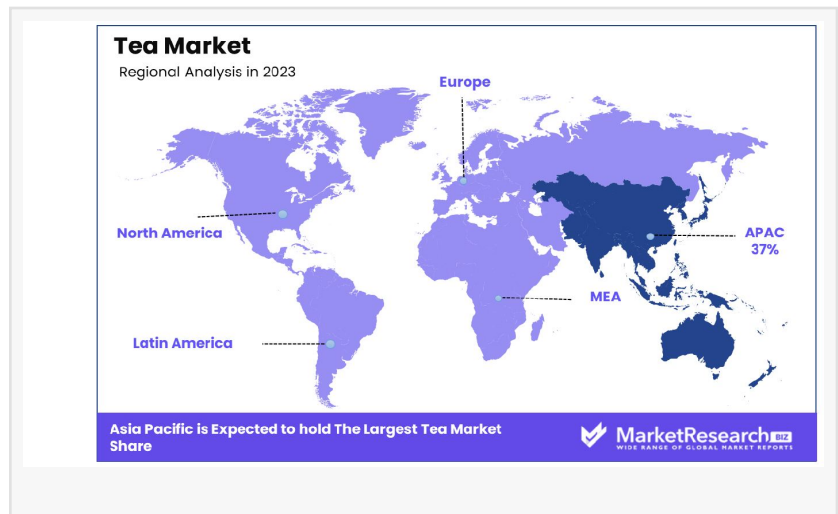 Tea Market
Regional Analysis in 2023
Europe
North America
APAC
37%
MEA
Latin America
Asia Pacific is Expected to hold The Largest Tea Market
Share
MarketResearch BIZ
WIDE RANGE OF GLOBAL MARKET REPORTS